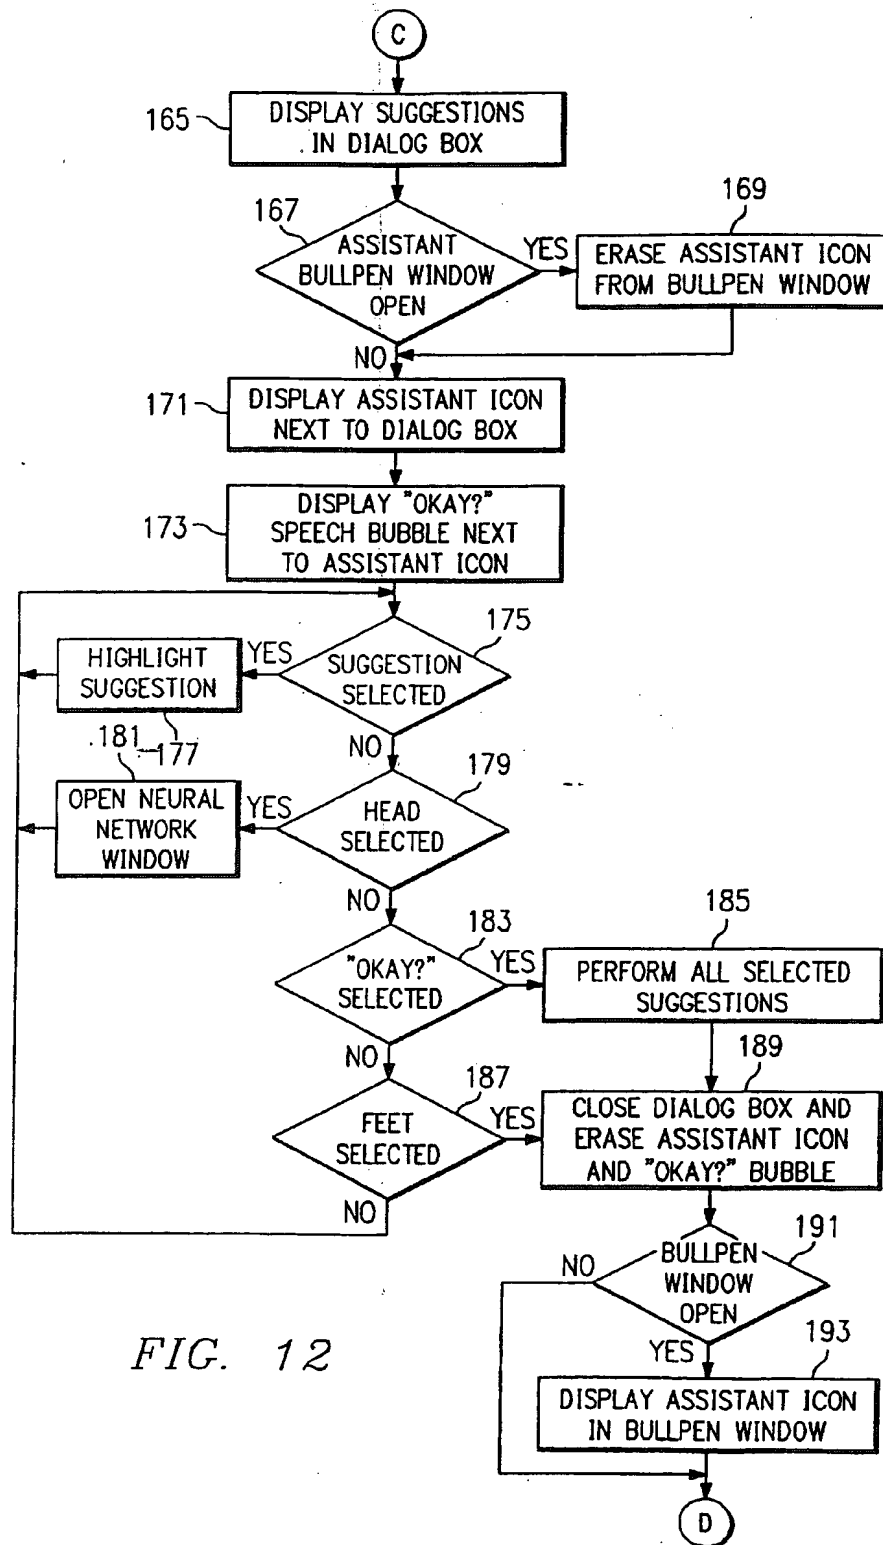 C
165
DISPLAY SUGGESTIONS
IN DIALOG BOX
167
ASSISTANT
BULLPEN WINDOW
OPEN
YES
169
ERASE ASSISTANT ICON
FROM BULLPEN WINDOW
NO
171
DISPLAY ASSISTANT ICON
NEXT TO DIALOG BOX
173
DISPLAY "OKAY?"
SPEECH BUBBLE NEXT
TO ASSISTANT ICON
175
SUGGESTION
SELECTED
YES
HIGHLIGHT
SUGGESTION
177
NO
179
HEAD
SELECTED
YES
181
OPEN NEURAL
NETWORK
WINDOW
NO
183
"OKAY?"
SELECTED
YES
185
PERFORM ALL SELECTED
SUGGESTIONS
NO
187
FEET
SELECTED
YES
189
CLOSE DIALOG BOX AND
ERASE ASSISTANT ICON
AND "OKAY?" BUBBLE
NO
191
BULLPEN
WINDOW
OPEN
NO
YES
193
DISPLAY ASSISTANT ICON
IN BULLPEN WINDOW
D
FIG. 12